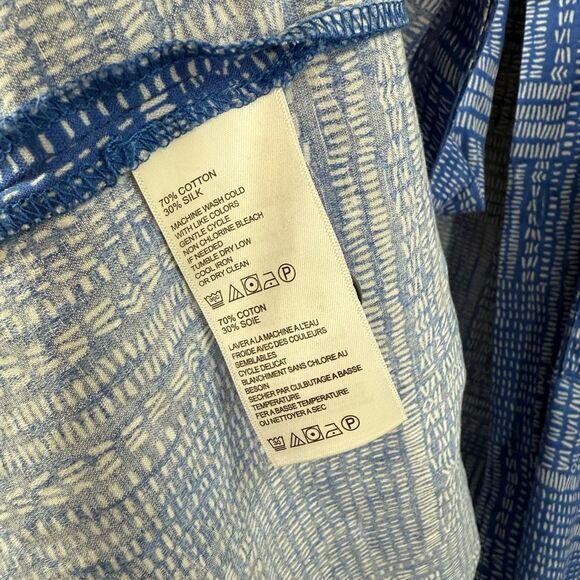 70% COTTON
30% SILK
MACHINE WASH COLD
WITH LIKE COLORS
GENTLE CYCLE
NON CHLORINE BLEACH
IF NEEDED
TUMBLE DRY LOW
COOL IRON
OR DRY CLEAN
P
70% COTON
30% SOIE
LAVER A LA MACHINE A L'EAU
FROIDE AVEC DES COULEURS
SEMBLABLES
CYCLE DELICAT
BLANCHIMENT SANS CHLORE AU
BESOIN
SECHER PAR CULBUTAGE A BASSE
TEMPERATURE
FER A BASSE TEMPERATURE
OU NETTOYER A SEC
P